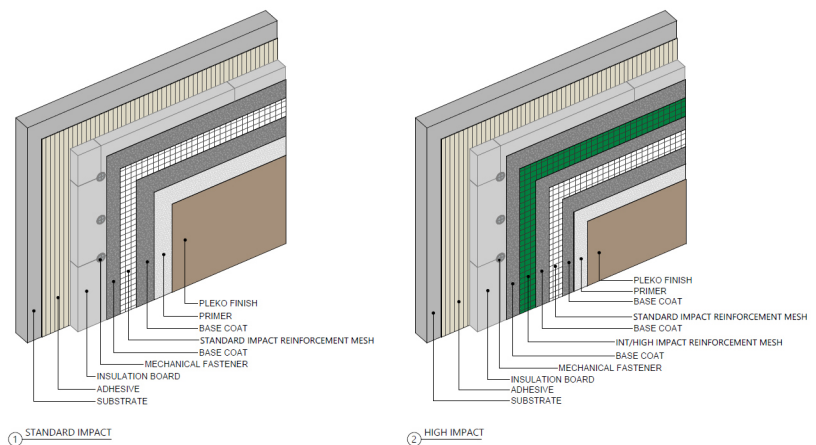 PLEKO FINISH
PRIMER
BASE COAT
STANDARD IMPACT REINFORCEMENT MESH
BASE COAT
MECHANICAL FASTENER
INSULATION BOARD
ADHESIVE
SUBSTRATE
1 STANDARD IMPACT
PLEKO FINISH
PRIMER
BASE COAT
STANDARD IMPACT REINFORCEMENT MESH
BASE COAT
INT/HIGH IMPACT REINFORCEMENT MESH
BASE COAT
MECHANICAL FASTENER
INSULATION BOARD
ADHESIVE
SUBSTRATE
2 HIGH IMPACT